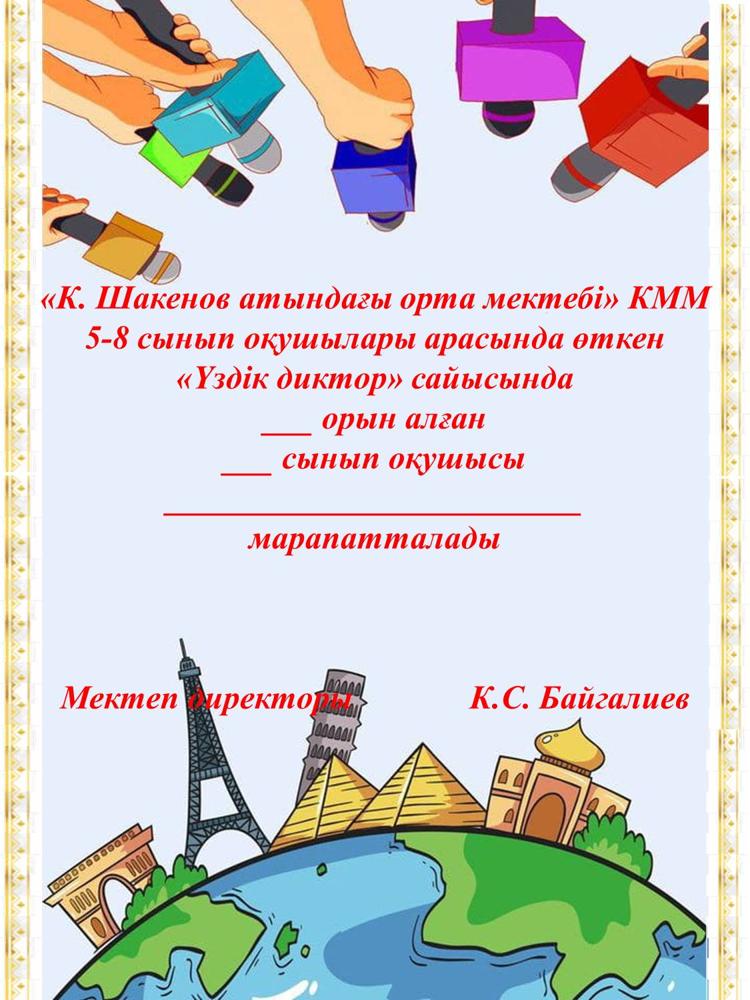 «К. Шакенов атындағы орта мектебі» КММ
5-8 сынып оқушылары арасында өткен
«Үздік диктор» сайысында
___ орын алған
___ сынып оқушысы
_________________________
марапатталады
Мектеп директоры К.С. Байгалиев